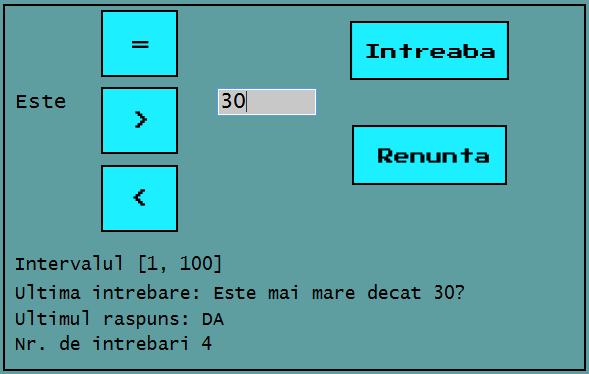 =
Intreaba
Este
>
30
Renunta
<
Intervalul [1, 100]
Ultima intrebare: Este mai mare decat 30?
Ultimul raspuns: DA
Nr. de intrebari 4